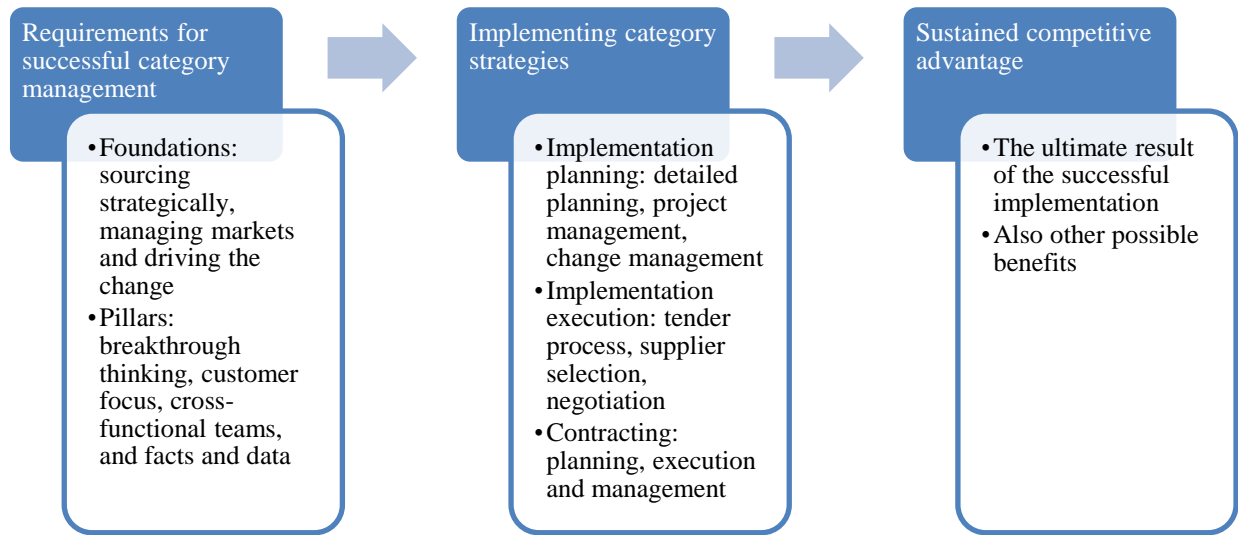 Requirements for
successful category
management
•Foundations:
sourcing
strategically,
managing markets
and driving the
change
•Pillars:
breakthrough
thinking, customer
focus, cross-
functional teams,
and facts and data
Implementing category
strategies
•Implementation
planning: detailed
planning, project
management,
change management
•Implementation
execution: tender
process, supplier
selection,
negotiation
•Contracting:
planning, execution
and management
Sustained competitive
advantage
•The ultimate result
of the successful
implementation
•Also other possible
benefits